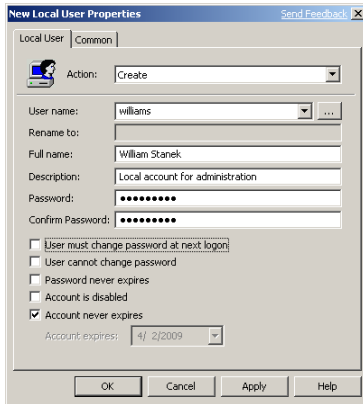 New Local User Properties Send Feedback
Local User Common
Action: Create
User name: williams ...
Rename to:
Full name: William Stanek
Description: Local account for administration
Password: ●●●●●●●●●
Confirm Password: ●●●●●●●●●
User must change password at next logon
User cannot change password
Password never expires
Account is disabled
Account never expires
Account expires: 4/ 2/2009
OK Cancel Apply Help